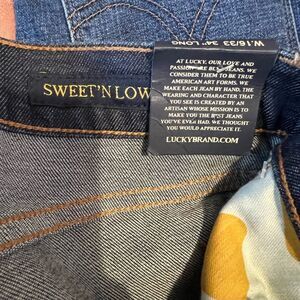 W.16/33 34" LONG
AT LUCKY, OUR LOVE AND
PASSION ARE BLUE JEANS. WE
CONSIDER THEM TO BE TRUE
AMERICAN ART FORMS. WE
MAKE EACH JEAN BY HAND. THE
WEARING AND CHARACTER THAT
YOU SEE IS CREATED BY AN
ARTISAN WHOSE MISSION IS TO
MAKE YOU THE BEST JEANS
YOU'VE EVER HAD. WE THOUGHT
YOU WOULD APPRECIATE IT.
LUCKYBRAND.COM
SWEET'N LOW